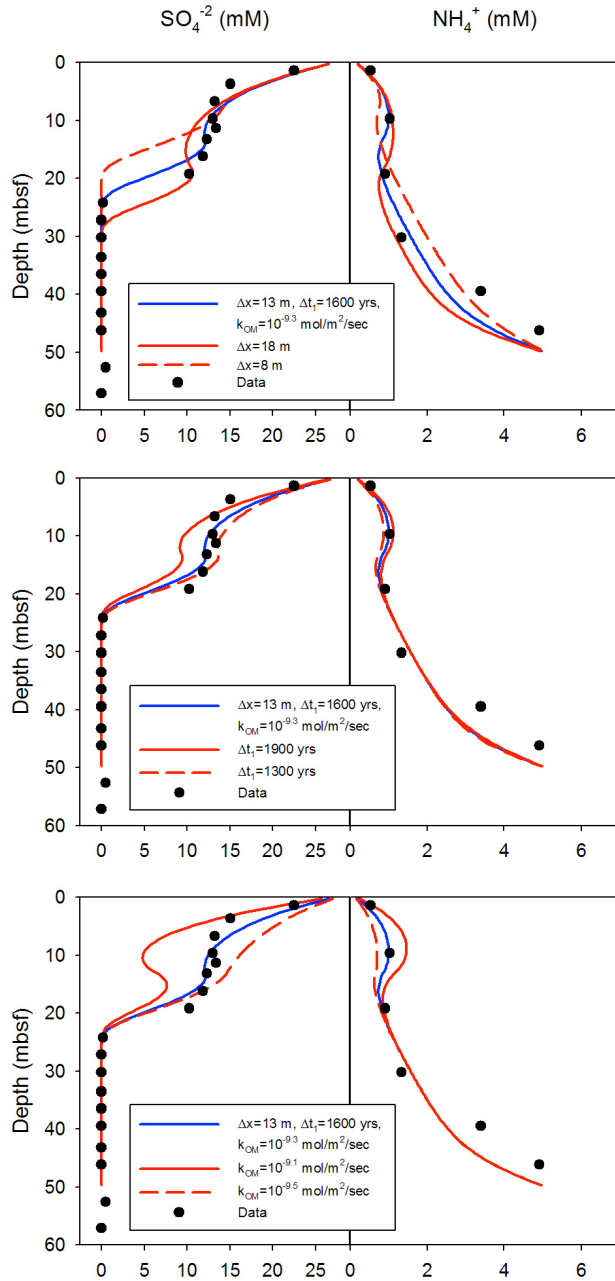 SO₄⁻² (mM) NH₄⁺ (mM)
0
10
20
30
40
50
60
Depth (mbsf)
Δx=13 m, Δt₁=1600 yrs,
k_OM=10⁻⁹·³ mol/m²/sec
Δx=18 m
Δx=8 m
Data
0 5 10 15 20 25 0 2 4 6
0
10
20
30
40
50
60
Depth (mbsf)
Δx=13 m, Δt₁=1600 yrs,
k_OM=10⁻⁹·³ mol/m²/sec
Δt₁=1900 yrs
Δt₁=1300 yrs
Data
0 5 10 15 20 25 0 2 4 6
0
10
20
30
40
50
60
Depth (mbsf)
Δx=13 m, Δt₁=1600 yrs,
k_OM=10⁻⁹·³ mol/m²/sec
k_OM=10⁻⁹·¹ mol/m²/sec
k_OM=10⁻⁹·⁵ mol/m²/sec
Data
0 5 10 15 20 25 0 2 4 6